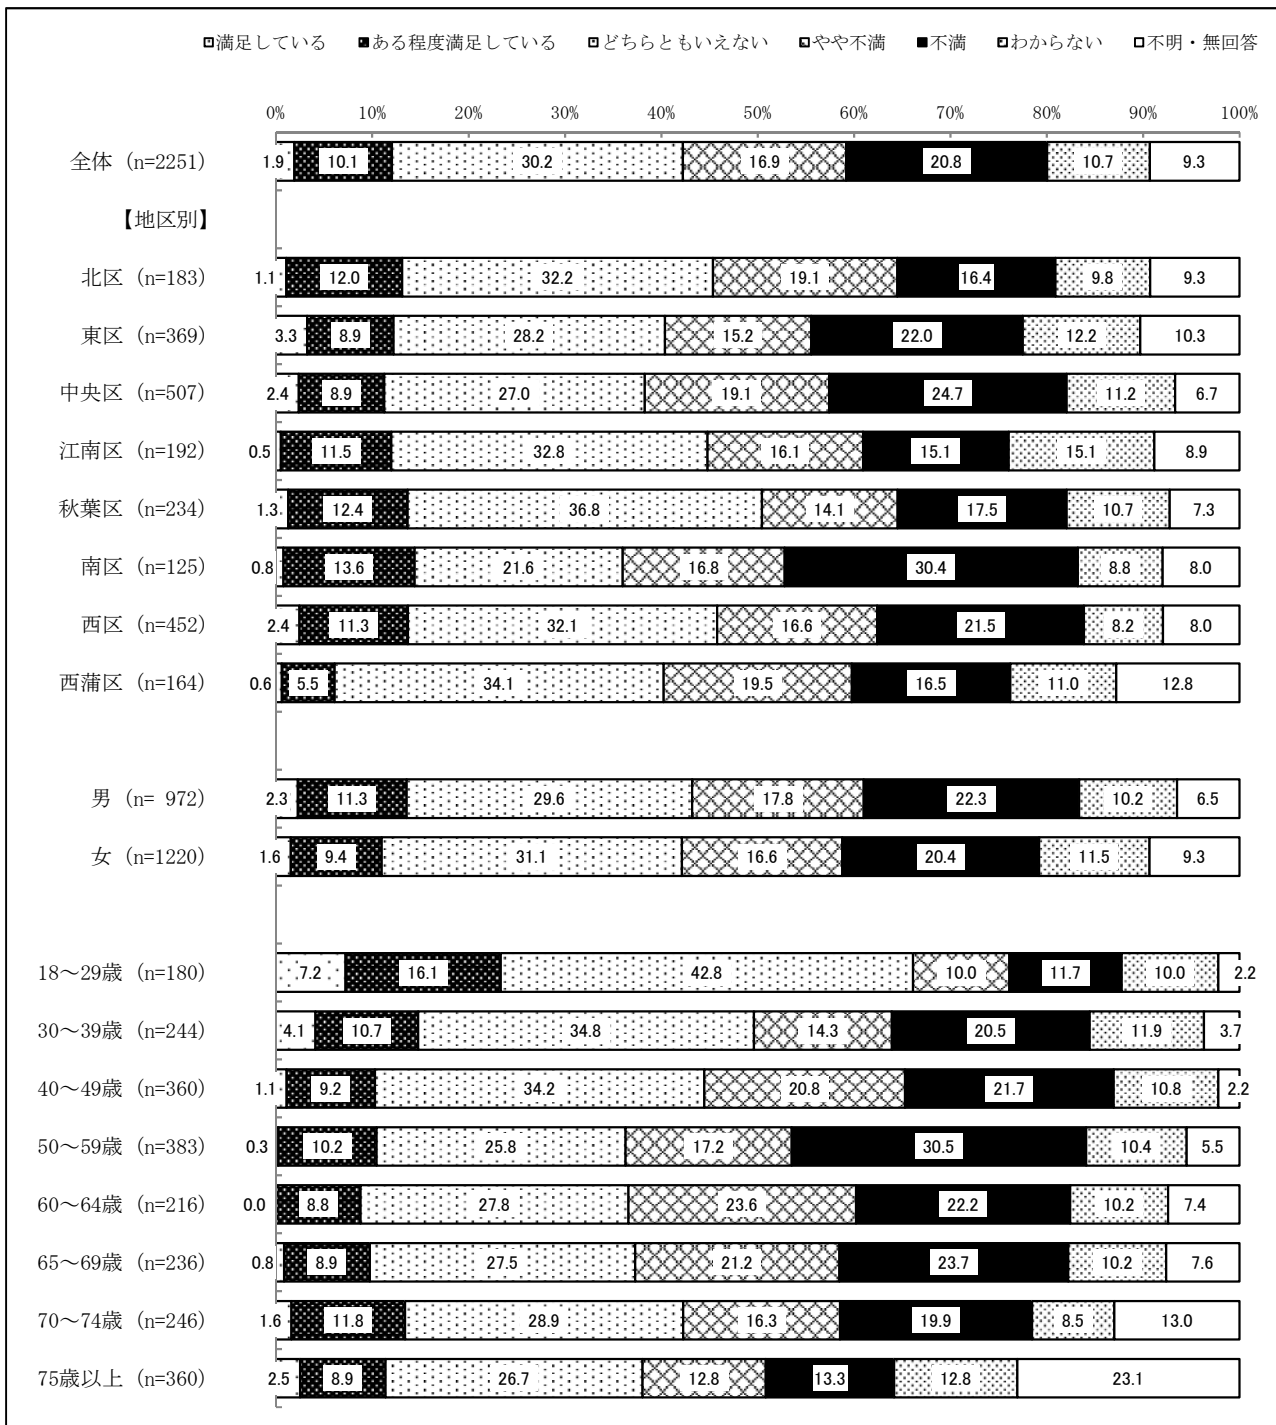 満足している ある程度満足している どちらともいえない やや不満 不満 わからない 不明・無回答
0% 10% 20% 30% 40% 50% 60% 70% 80% 90% 100%
全体 (n=2251) 1.9 10.1 30.2 16.9 20.8 10.7 9.3
【地区別】
北区 (n=183) 1.1 12.0 32.2 19.1 16.4 9.8 9.3
東区 (n=369) 3.3 8.9 28.2 15.2 22.0 12.2 10.3
中央区 (n=507) 2.4 8.9 27.0 19.1 24.7 11.2 6.7
江南区 (n=192) 0.5 11.5 32.8 16.1 15.1 15.1 8.9
秋葉区 (n=234) 1.3 12.4 36.8 14.1 17.5 10.7 7.3
南区 (n=125) 0.8 13.6 21.6 16.8 30.4 8.8 8.0
西区 (n=452) 2.4 11.3 32.1 16.6 21.5 8.2 8.0
西蒲区 (n=164) 0.6 5.5 34.1 19.5 16.5 11.0 12.8
男 (n= 972) 2.3 11.3 29.6 17.8 22.3 10.2 6.5
女 (n=1220) 1.6 9.4 31.1 16.6 20.4 11.5 9.3
18～29歳 (n=180) 7.2 16.1 42.8 10.0 11.7 10.0 2.2
30～39歳 (n=244) 4.1 10.7 34.8 14.3 20.5 11.9 3.7
40～49歳 (n=360) 1.1 9.2 34.2 20.8 21.7 10.8 2.2
50～59歳 (n=383) 0.3 10.2 25.8 17.2 30.5 10.4 5.5
60～64歳 (n=216) 0.0 8.8 27.8 23.6 22.2 10.2 7.4
65～69歳 (n=236) 0.8 8.9 27.5 21.2 23.7 10.2 7.6
70～74歳 (n=246) 1.6 11.8 28.9 16.3 19.9 8.5 13.0
75歳以上 (n=360) 2.5 8.9 26.7 12.8 13.3 12.8 23.1